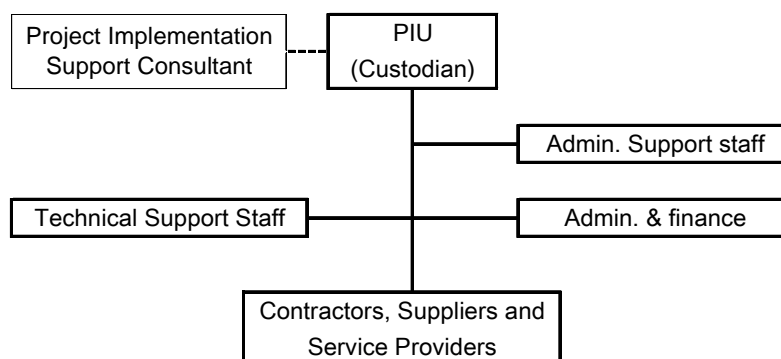 Project Implementation
Support Consultant
PIU
(Custodian)
Admin. Support staff
Technical Support Staff
Admin. & finance
Contractors, Suppliers and
Service Providers